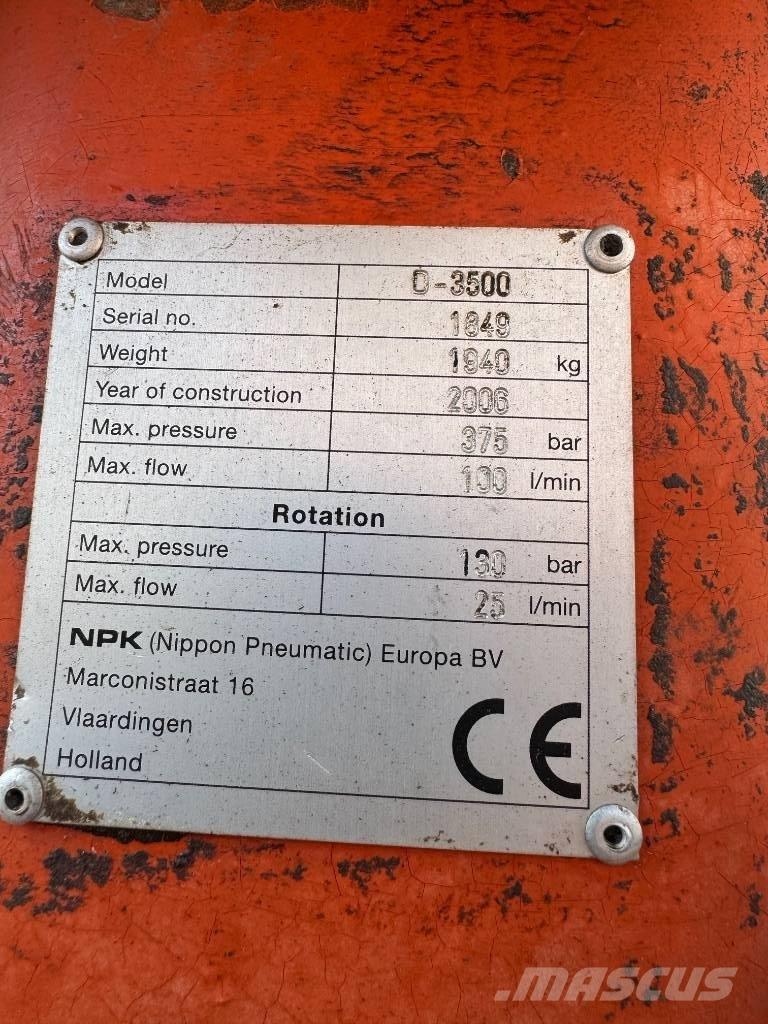 Model D-3500
Serial no. 1849
Weight 1940 kg
Year of construction 2006
Max. pressure 375 bar
Max. flow 100 l/min
Rotation
Max. pressure 130 bar
Max. flow 25 l/min
NPK (Nippon Pneumatic) Europa BV
Marconistraat 16
Vlaardingen
Holland
CE
MASCUS